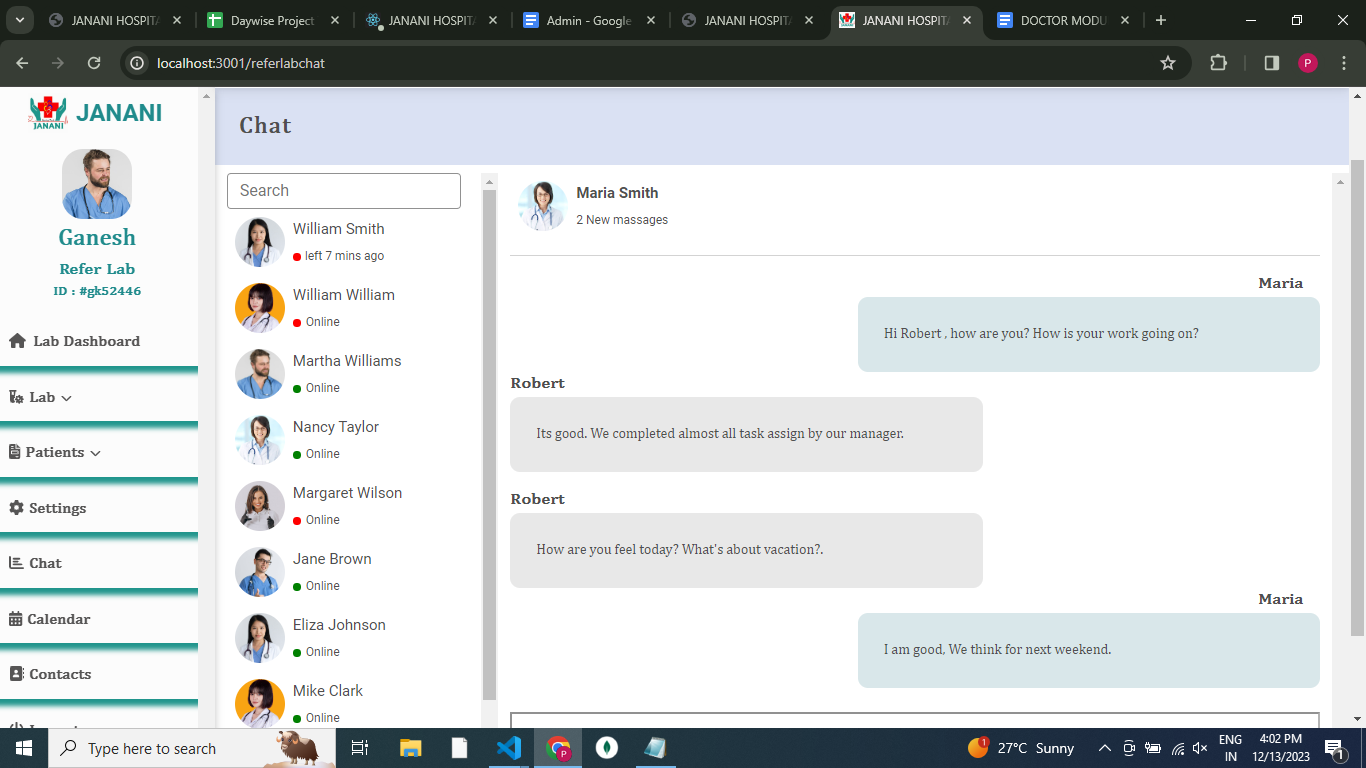 JANANI HOSPITA
Daywise Project
JANANI HOSPITA
Admin - Google
JANANI HOSPITA
JANANI HOSPITA
DOCTOR MODU
localhost:3001/referlabchat
P
JANANI
JANANI
Ganesh
Refer Lab
ID : #gk52446
Lab Dashboard
Lab
Patients
Settings
Chat
Calendar
Contacts
Chat
Search
William Smith
left 7 mins ago
William William
Online
Martha Williams
Online
Nancy Taylor
Online
Margaret Wilson
Online
Jane Brown
Online
Eliza Johnson
Online
Mike Clark
Online
Maria Smith
2 New massages
Maria
Hi Robert , how are you? How is your work going on?
Robert
Its good. We completed almost all task assign by our manager.
Robert
How are you feel today? What's about vacation?.
Maria
I am good, We think for next weekend.
Type here to search
P
1
27°C Sunny
ENG
IN
4:02 PM
12/13/2023
1